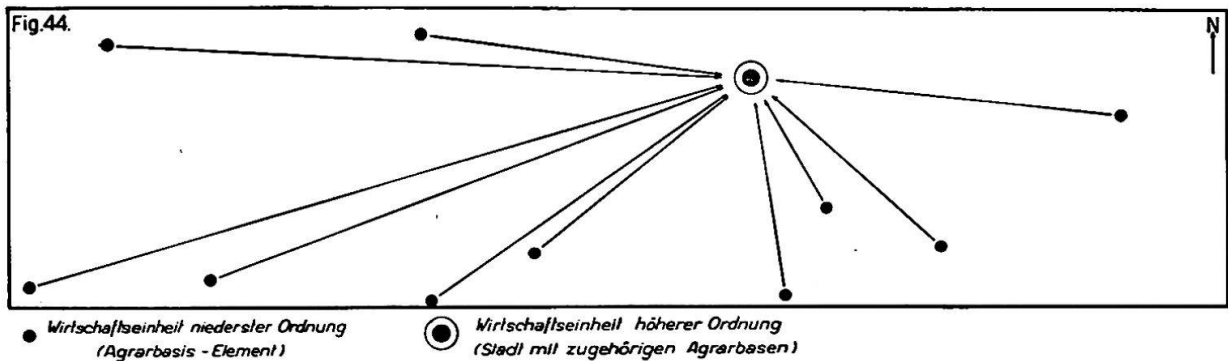 Fig.44.
N
Wirtschaftseinheit niederster Ordnung
(Agrarbasis - Element)
Wirtschaftseinheit höherer Ordnung
(Stadt mit zugehörigen Agrarbasen)